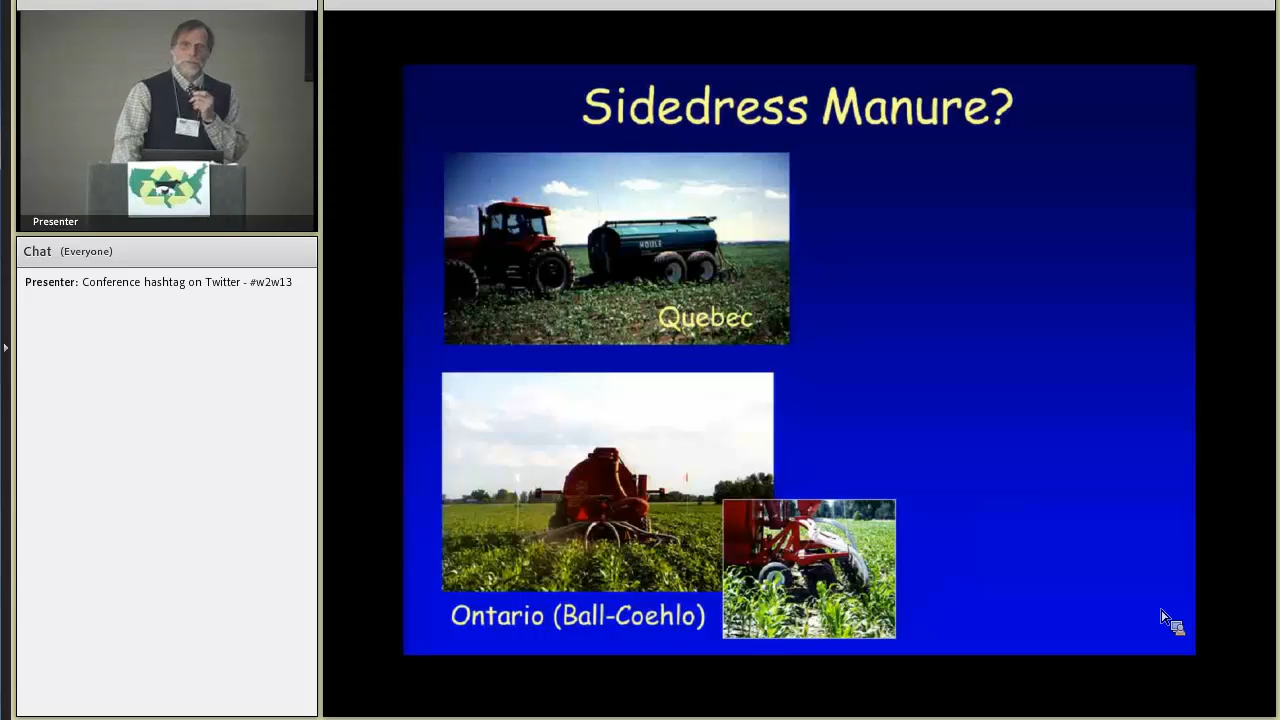 Presenter
Chat (Everyone)
Presenter: Conference hashtag on Twitter - #w2w13
Sidedress Manure?
HOULE
Quebec
Ontario (Ball-Coehlo)